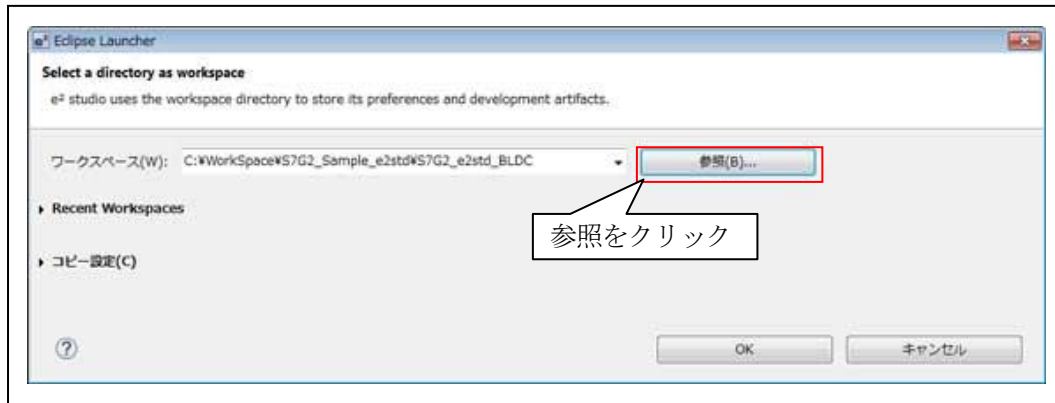 e² Eclipse Launcher
Select a directory as workspace
e² studio uses the workspace directory to store its preferences and development artifacts.
ワークスペース(W): C:¥WorkSpace¥S7G2_Sample_e2std¥S7G2_e2std_BLDC 参照(B)...
Recent Workspaces
参照をクリック
コピー設定(C)
? OK キャンセル